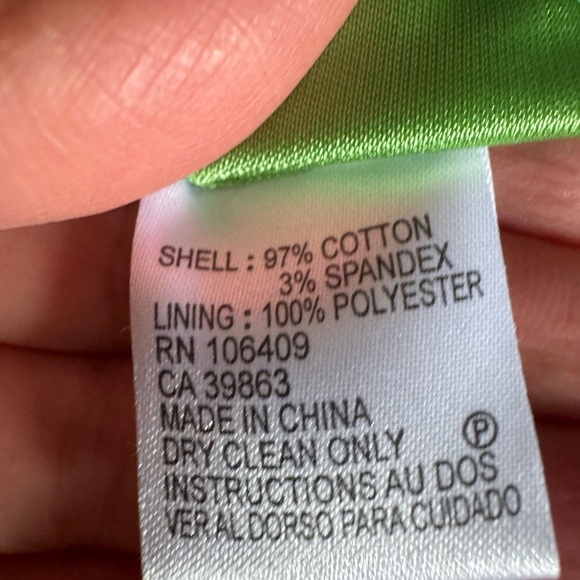 SHELL : 97% COTTON
3% SPANDEX
LINING : 100% POLYESTER
RN 106409
CA 39863
MADE IN CHINA
DRY CLEAN ONLY Ⓟ
INSTRUCTIONS AU DOS
VER AL DORSO PARA CUIDADO